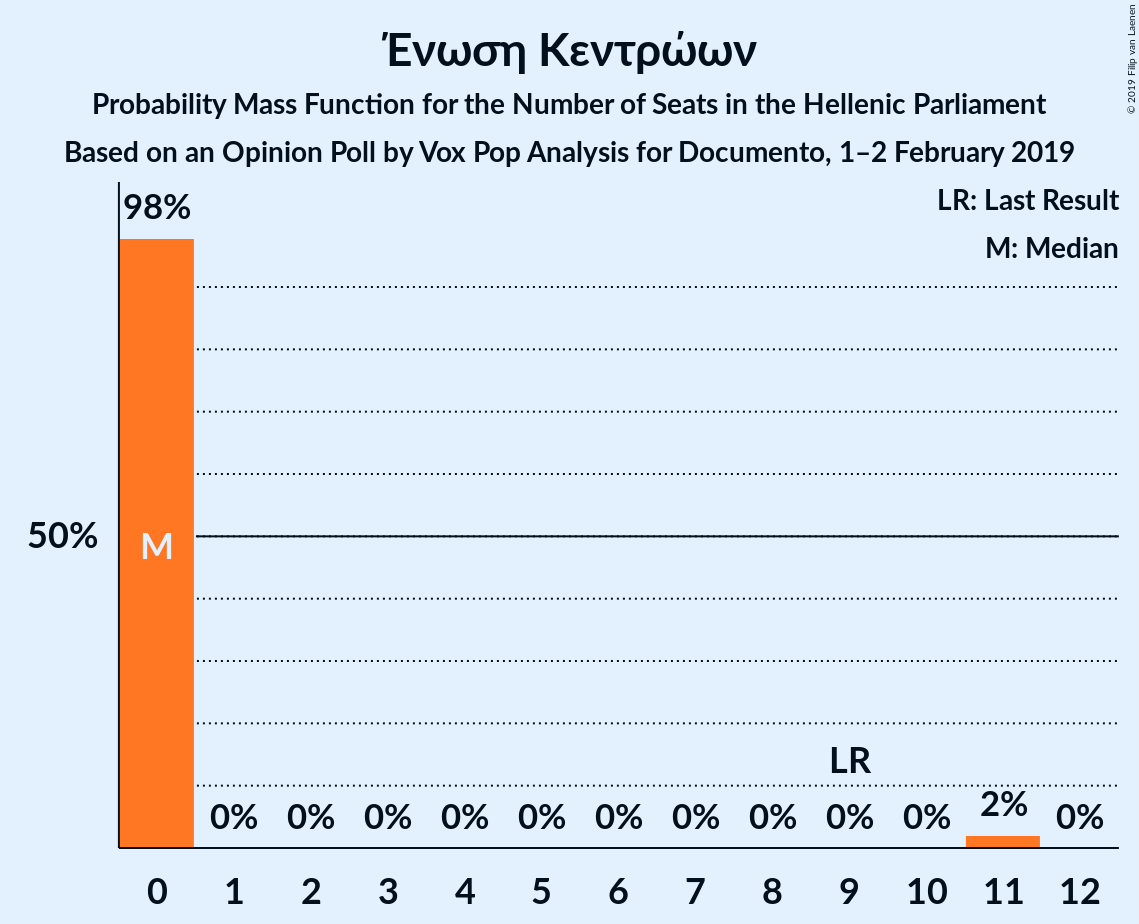 Ένωση Κεντρώων
Probability Mass Function for the Number of Seats in the Hellenic Parliament
Based on an Opinion Poll by Vox Pop Analysis for Documento, 1–2 February 2019
© 2019 Filip van Laenen
LR: Last Result
M: Median
98%
50%
M
LR
0% 0% 0% 0% 0% 0% 0% 0% 0% 0% 2% 0%
0 1 2 3 4 5 6 7 8 9 10 11 12